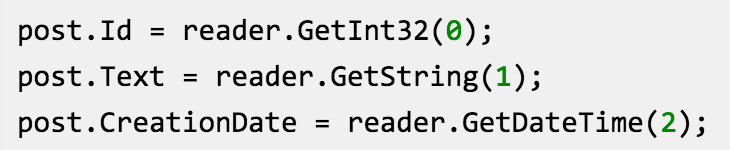 post.Id = reader.GetInt32(0);
post.Text = reader.GetString(1);
post.CreationDate = reader.GetDateTime(2);